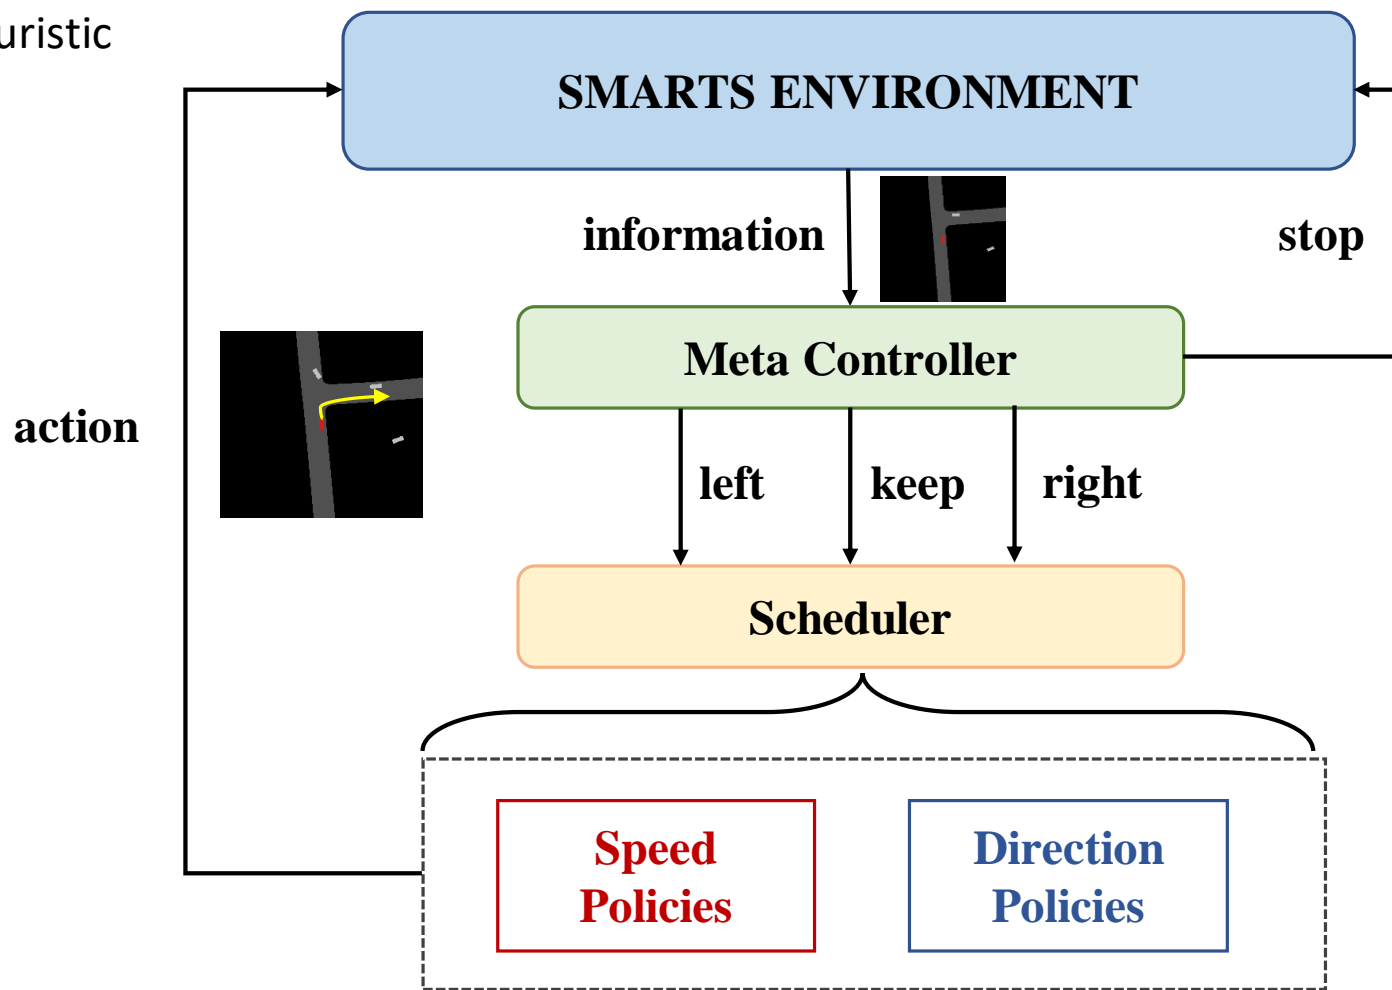 uristic
SMARTS ENVIRONMENT
information
stop
Meta Controller
action
left
keep
right
Scheduler
Speed
Policies
Direction
Policies